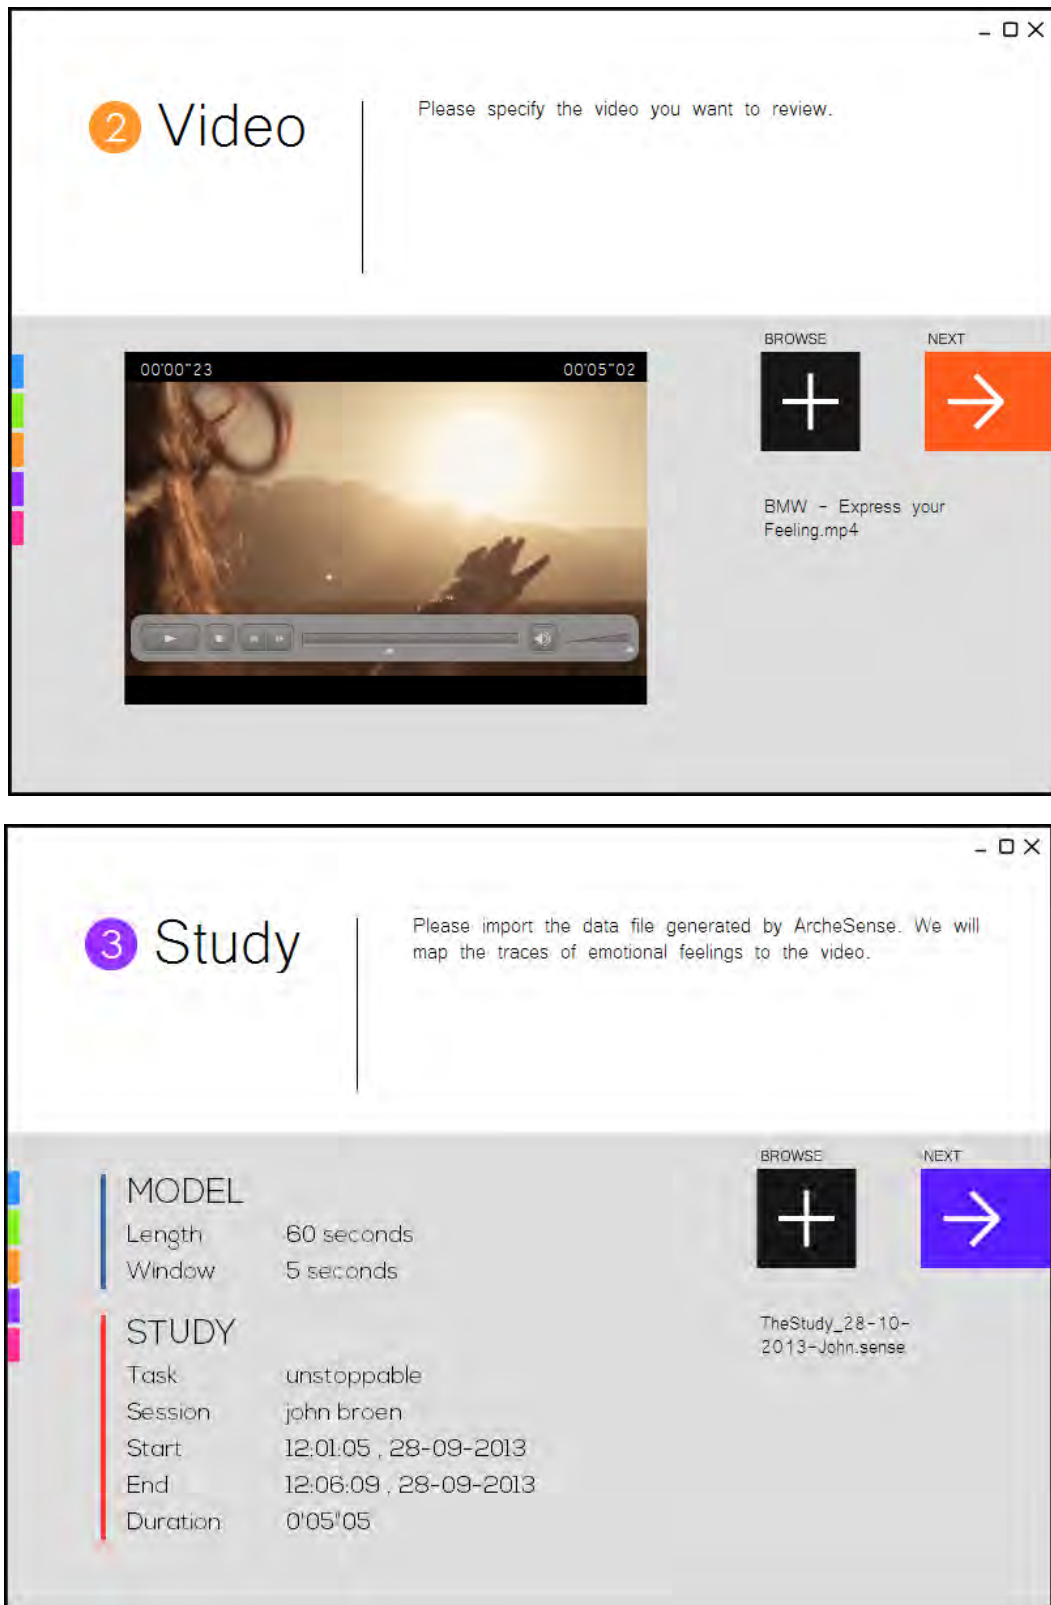 2 Video
Please specify the video you want to review.
BROWSE
NEXT
00'00"23
00'05"02
BMW - Express your
Feeling.mp4
3 Study
Please import the data file generated by ArcheSense. We will
map the traces of emotional feelings to the video.
BROWSE
NEXT
MODEL
Length 60 seconds
Window 5 seconds
TheStudy_28-10-
2013-John.sense
STUDY
Task unstoppable
Session john broen
Start 12:01:05 , 28-09-2013
End 12:06:09 , 28-09-2013
Duration 0'05"05